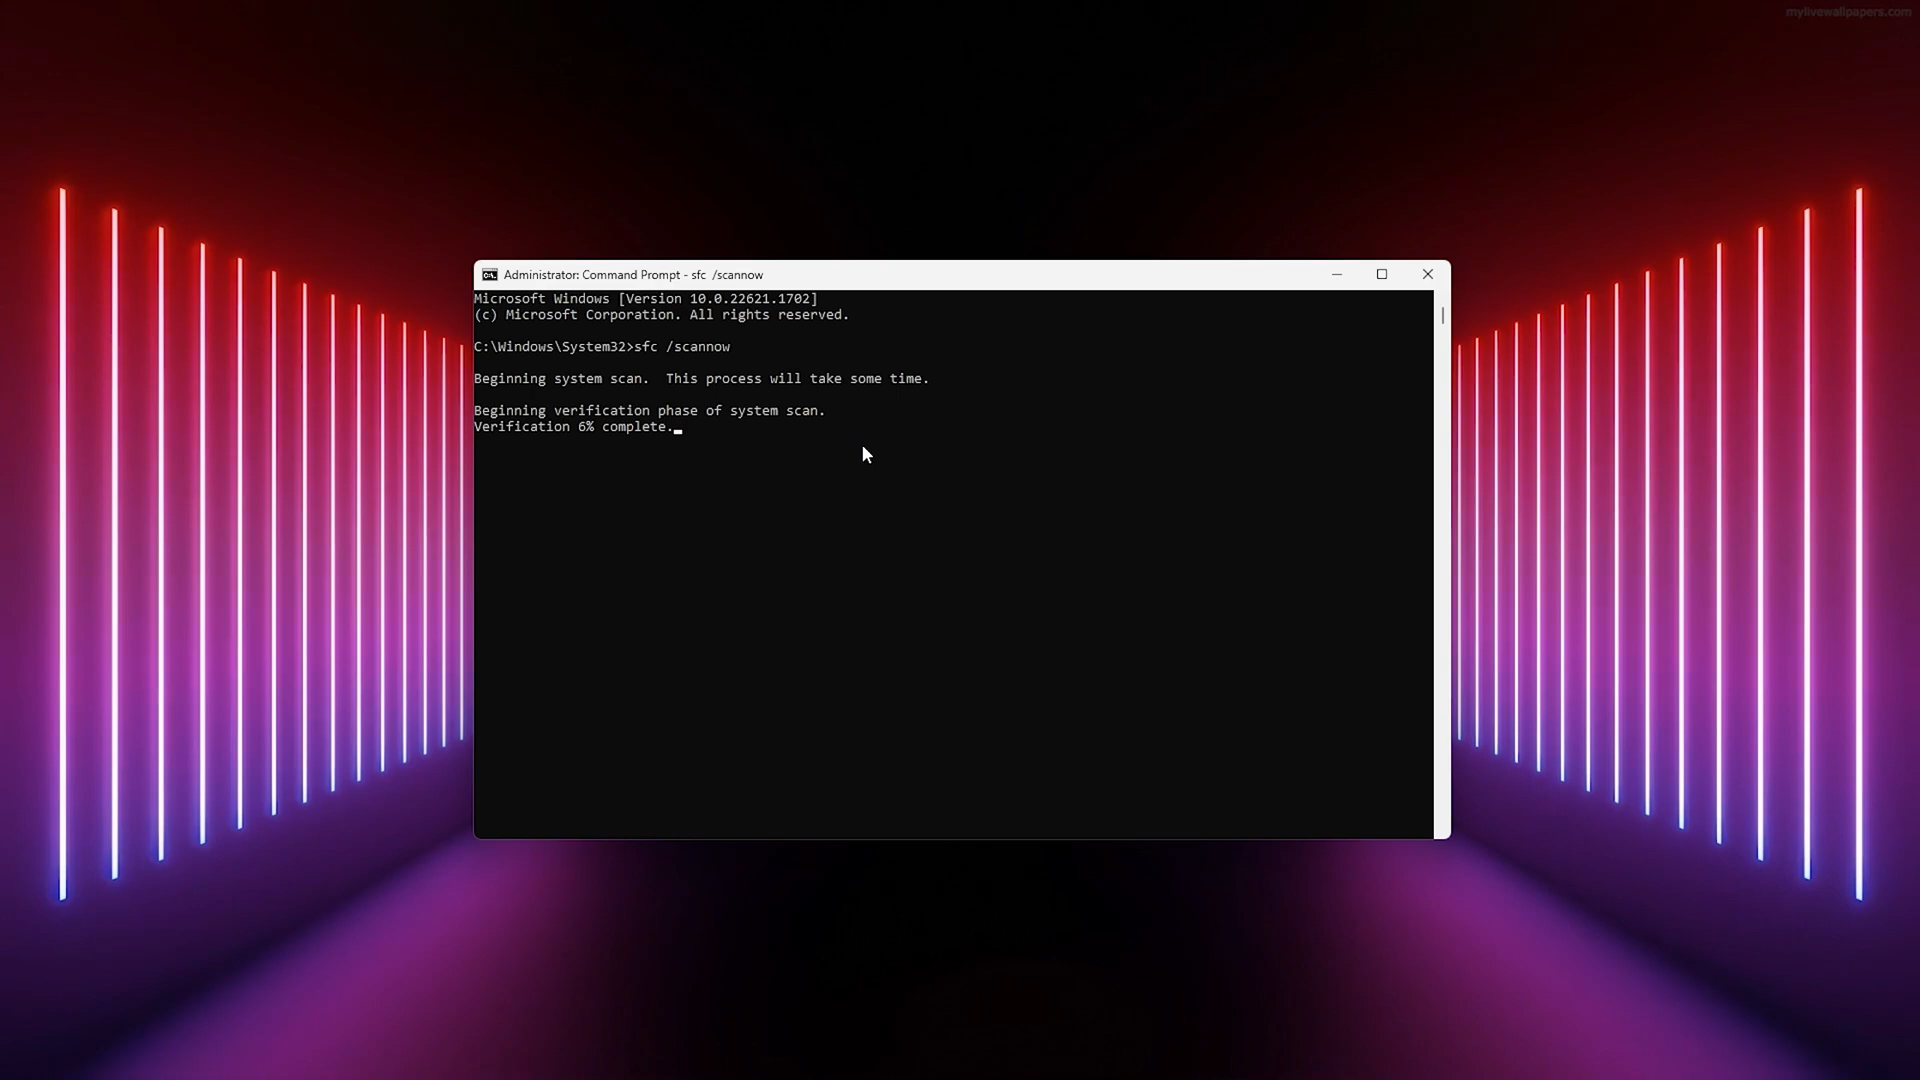 mylivewallpapers.com
Administrator: Command Prompt - sfc  /scannow
Microsoft Windows [Version 10.0.22621.1702]
(c) Microsoft Corporation. All rights reserved.
C:\Windows\System32>sfc /scannow
Beginning system scan.  This process will take some time.
Beginning verification phase of system scan.
Verification 6% complete.